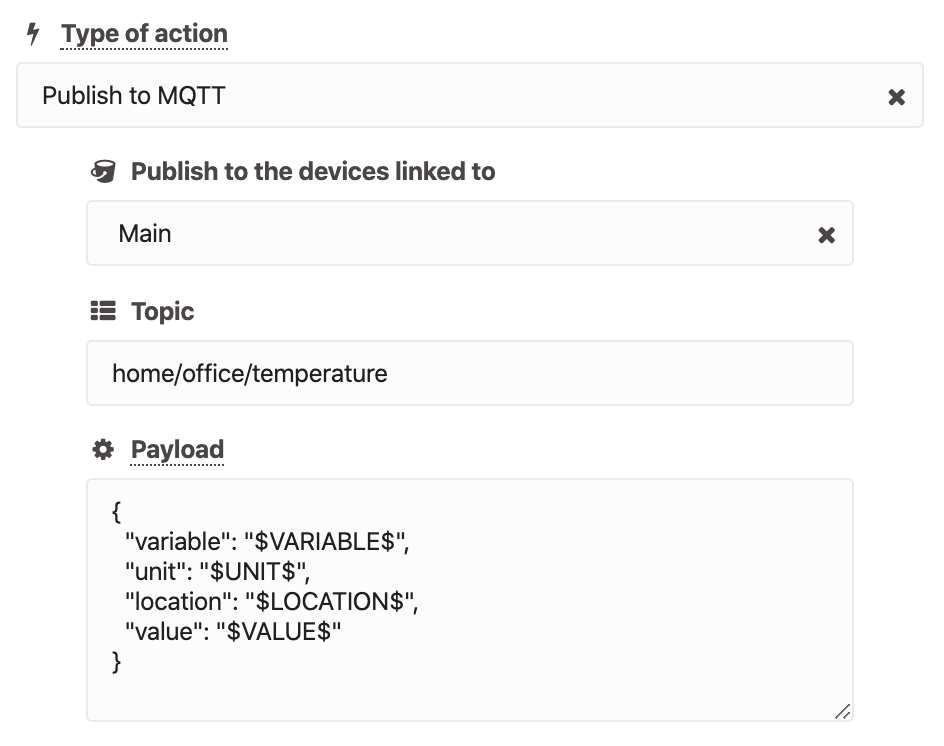 Type of action
Publish to MQTT
Publish to the devices linked to
Main
Topic
home/office/temperature
Payload
{
"variable": "$VARIABLE$",
"unit": "$UNIT$",
"location": "$LOCATION$",
"value": "$VALUE$"
}